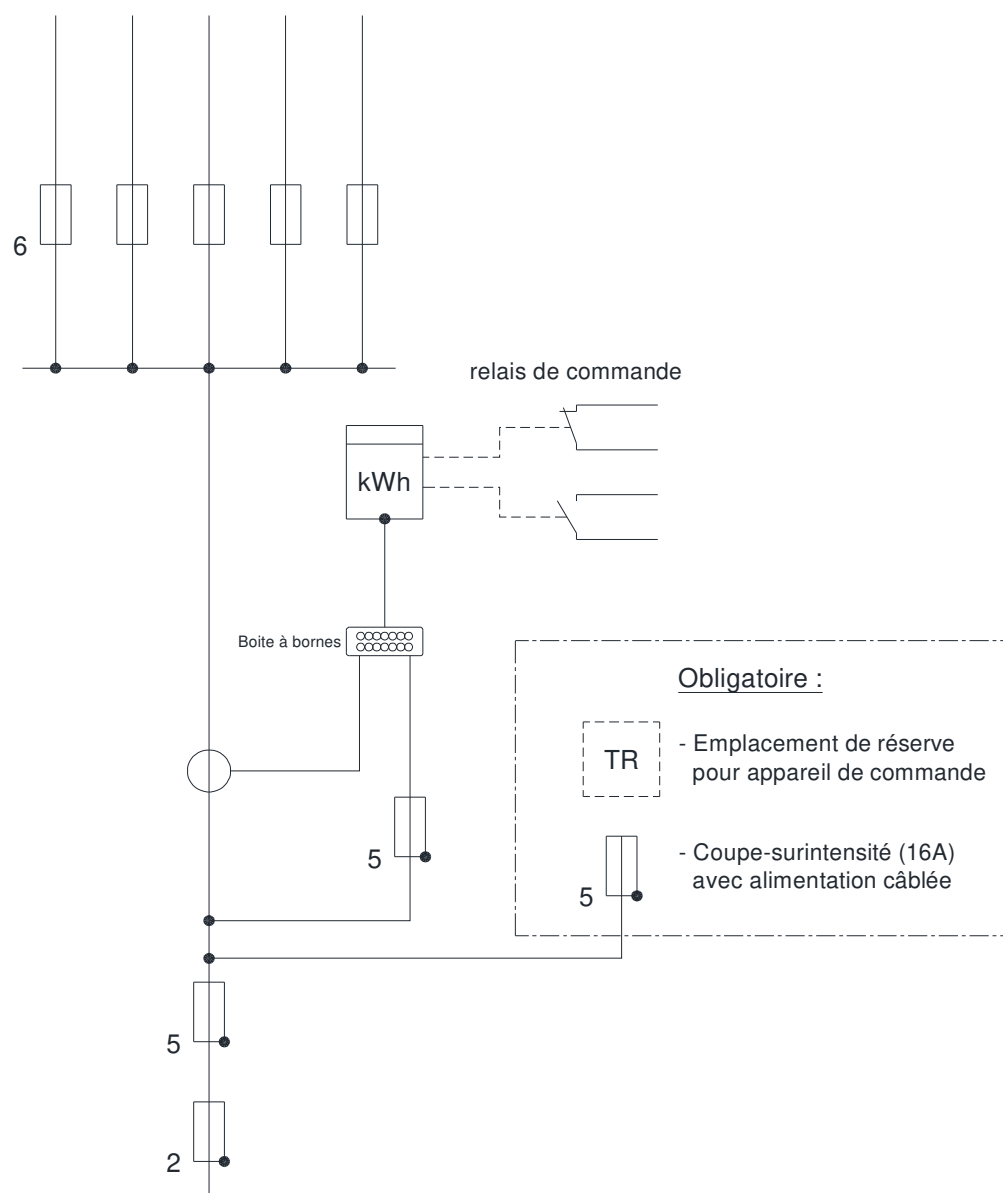 6
relais de commande
kWh
Boite à bornes
Obligatoire :
TR
- Emplacement de réserve
pour appareil de commande
5
- Coupe-surintensité (16A)
avec alimentation câblée
5
5
2